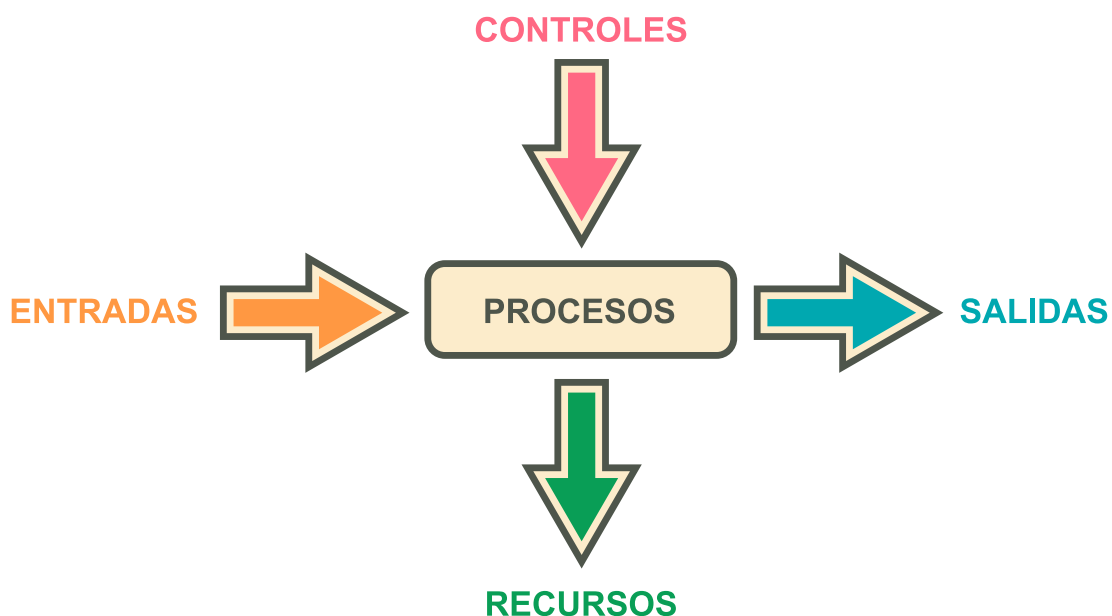 CONTROLES
ENTRADAS
PROCESOS
SALIDAS
RECURSOS